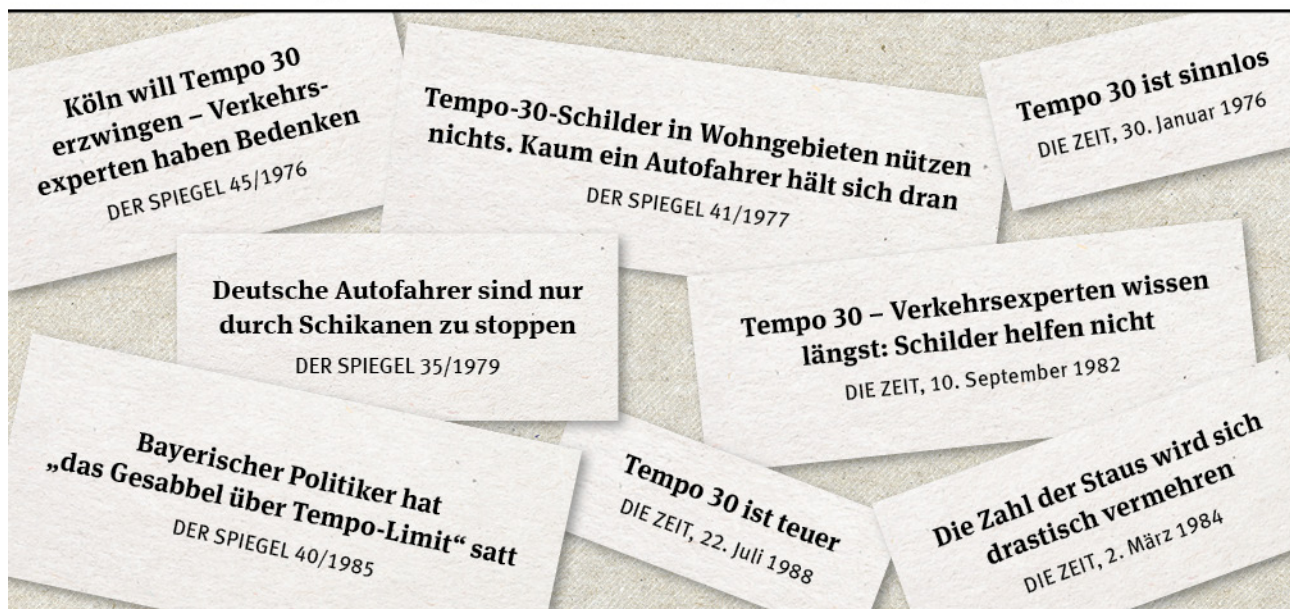 Köln will Tempo 30
erzwingen – Verkehrs-
experten haben Bedenken
DER SPIEGEL 45/1976
Tempo-30-Schilder in Wohngebieten nützen
nichts. Kaum ein Autofahrer hält sich dran
DER SPIEGEL 41/1977
Tempo 30 ist sinnlos
DIE ZEIT, 30. Januar 1976
Deutsche Autofahrer sind nur
durch Schikanen zu stoppen
DER SPIEGEL 35/1979
Tempo 30 – Verkehrsexperten wissen
längst: Schilder helfen nicht
DIE ZEIT, 10. September 1982
Bayerischer Politiker hat
„das Gesabbel über Tempo-Limit“ satt
DER SPIEGEL 40/1985
Tempo 30 ist teuer
DIE ZEIT, 22. Juli 1988
Die Zahl der Staus wird sich
drastisch vermehren
DIE ZEIT, 2. März 1984